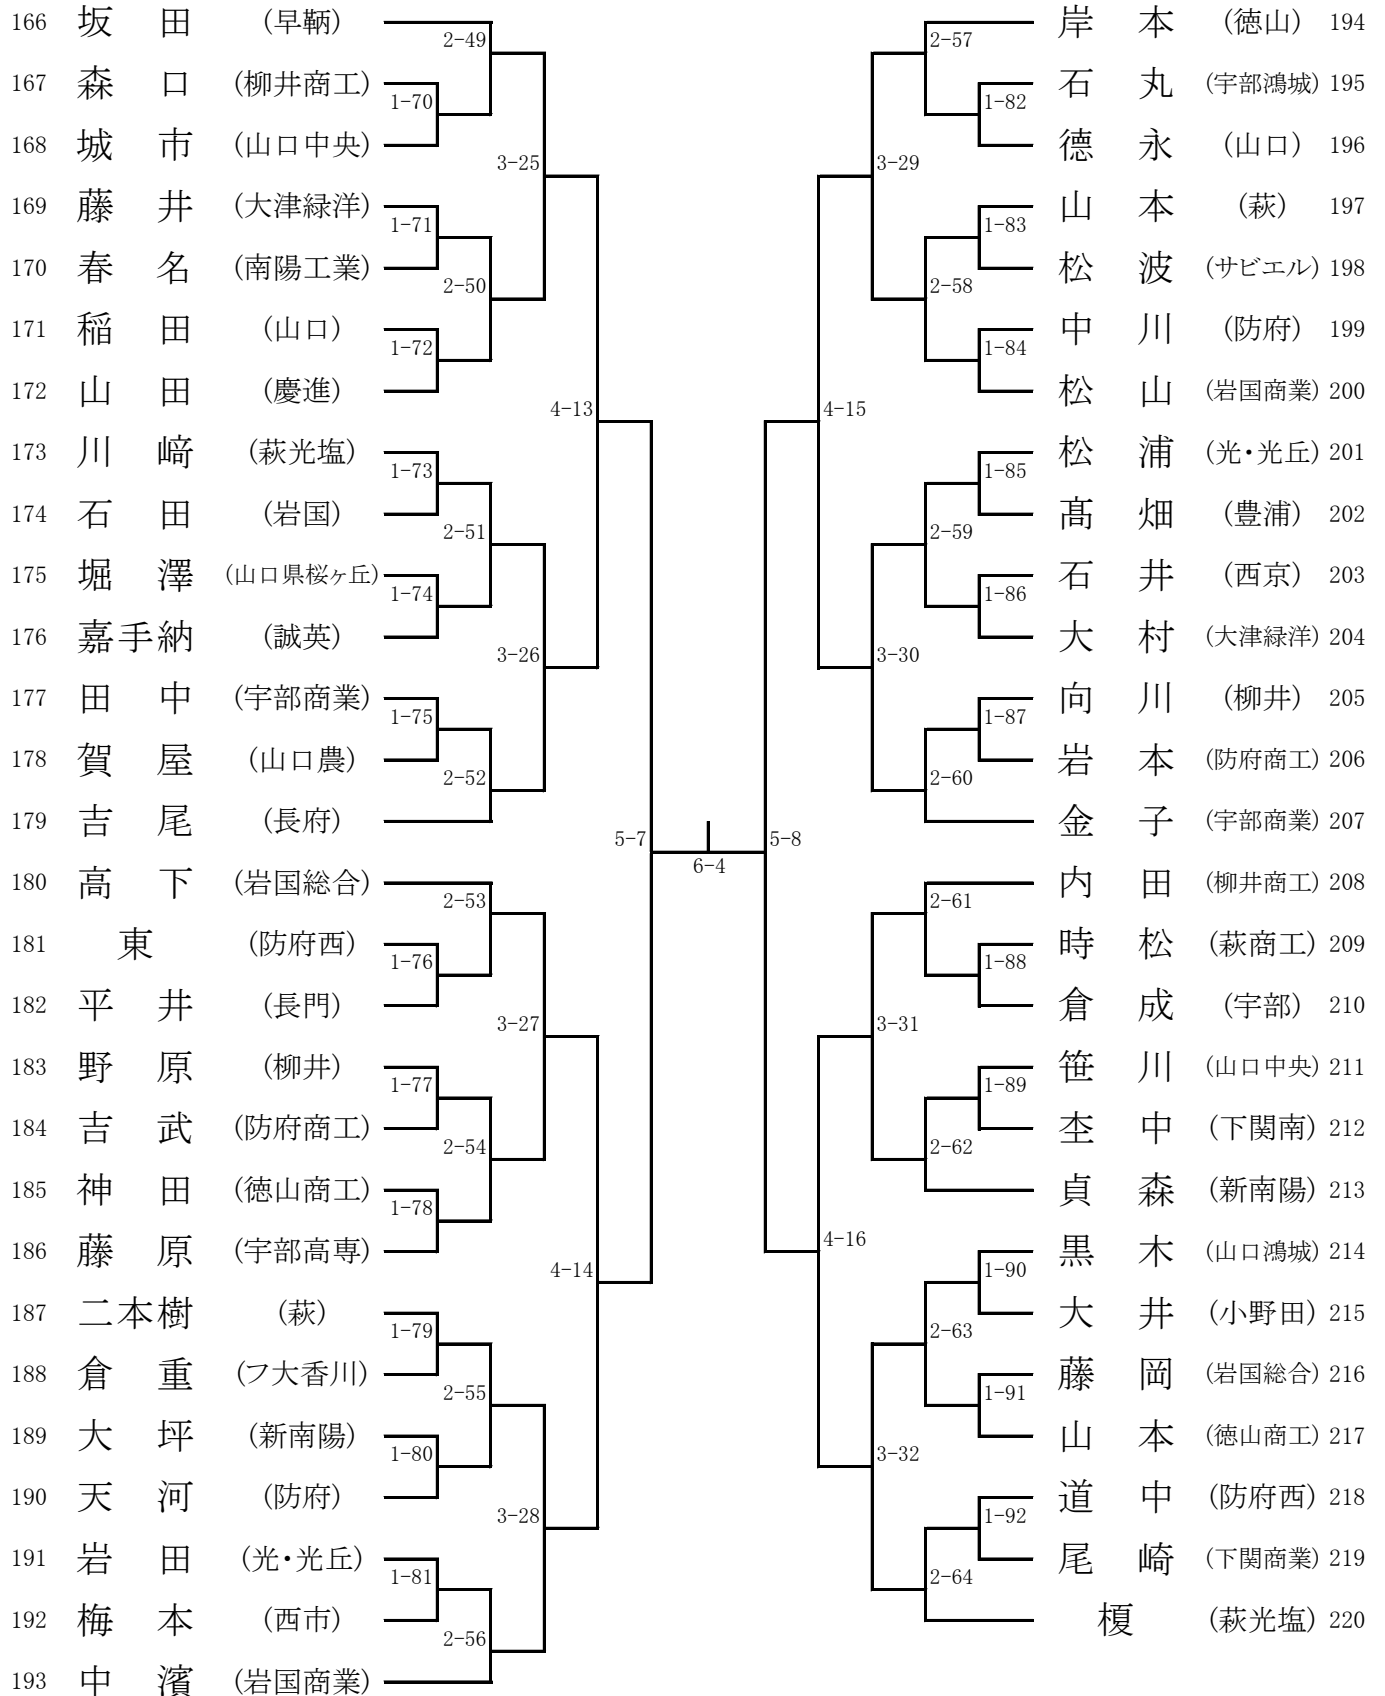 166 坂田 (早鞆)
167 森口 (柳井商工)
168 城市 (山口中央)
169 藤井 (大津緑洋)
170 春名 (南陽工業)
171 稲田 (山口)
172 山田 (慶進)
173 川﨑 (萩光塩)
174 石田 (岩国)
175 堀澤 (山口県桜ヶ丘)
176 嘉手納 (誠英)
177 田中 (宇部商業)
178 賀屋 (山口農)
179 吉尾 (長府)
180 高下 (岩国総合)
181 東 (防府西)
182 平井 (長門)
183 野原 (柳井)
184 吉武 (防府商工)
185 神田 (徳山商工)
186 藤原 (宇部高専)
187 二本樹 (萩)
188 倉重 (フ大香川)
189 大坪 (新南陽)
190 天河 (防府)
191 岩田 (光・光丘)
192 梅本 (西市)
193 中濱 (岩国商業)
2-49
1-70
3-25
1-71
2-50
1-72
4-13
1-73
2-51
1-74
3-26
1-75
2-52
5-7
2-53
1-76
3-27
1-77
2-54
1-78
4-14
1-79
2-55
1-80
3-28
1-81
2-56
6-4
2-57
1-82
3-29
1-83
2-58
1-84
4-15
1-85
2-59
1-86
3-30
1-87
2-60
5-8
2-61
1-88
3-31
1-89
2-62
4-16
1-90
2-63
1-91
3-32
1-92
2-64
岸本 (徳山) 194
石丸 (宇部鴻城) 195
德永 (山口) 196
山本 (萩) 197
松波 (サビエル) 198
中川 (防府) 199
松山 (岩国商業) 200
松浦 (光・光丘) 201
髙畑 (豊浦) 202
石井 (西京) 203
大村 (大津緑洋) 204
向川 (柳井) 205
岩本 (防府商工) 206
金子 (宇部商業) 207
内田 (柳井商工) 208
時松 (萩商工) 209
倉成 (宇部) 210
笹川 (山口中央) 211
杢中 (下関南) 212
貞森 (新南陽) 213
黒木 (山口鴻城) 214
大井 (小野田) 215
藤岡 (岩国総合) 216
山本 (徳山商工) 217
道中 (防府西) 218
尾崎 (下関商業) 219
榎 (萩光塩) 220